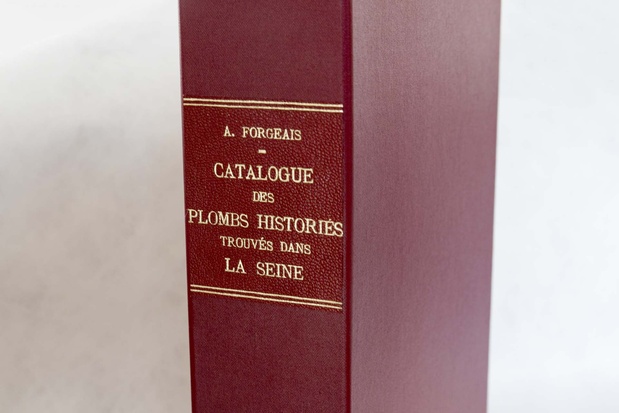 A. FORGEAIS
-
CATALOGUE
DES
PLOMBS HISTORIÉS
TROUVÉS DANS
LA SEINE